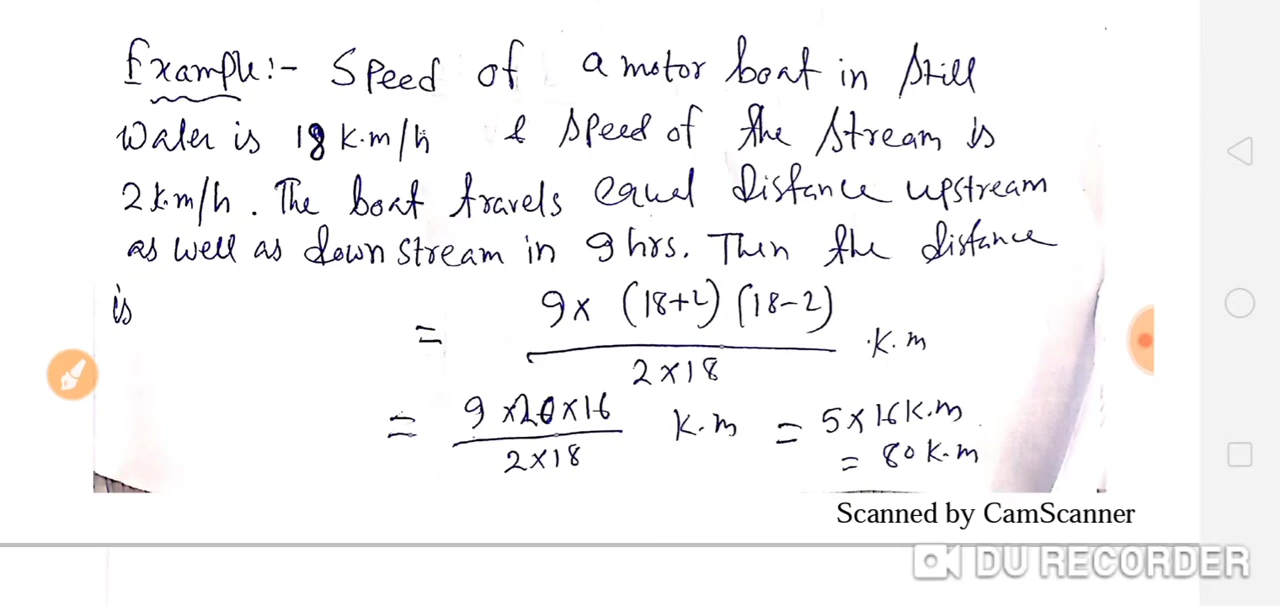 Example:- Speed of a motor boat in still
Water is 18 k.m/h & speed of the stream is
2 k.m/h. The boat travels equal distance upstream
as well as down stream in 9 hrs. Then the distance
is
= 9 x (18+2) (18-2) / 2 x 18 k.m
= 9 x 20 x 16 / 2 x 18 k.m = 5 x 16 k.m
= 80 k.m
Scanned by CamScanner
DU RECORDER